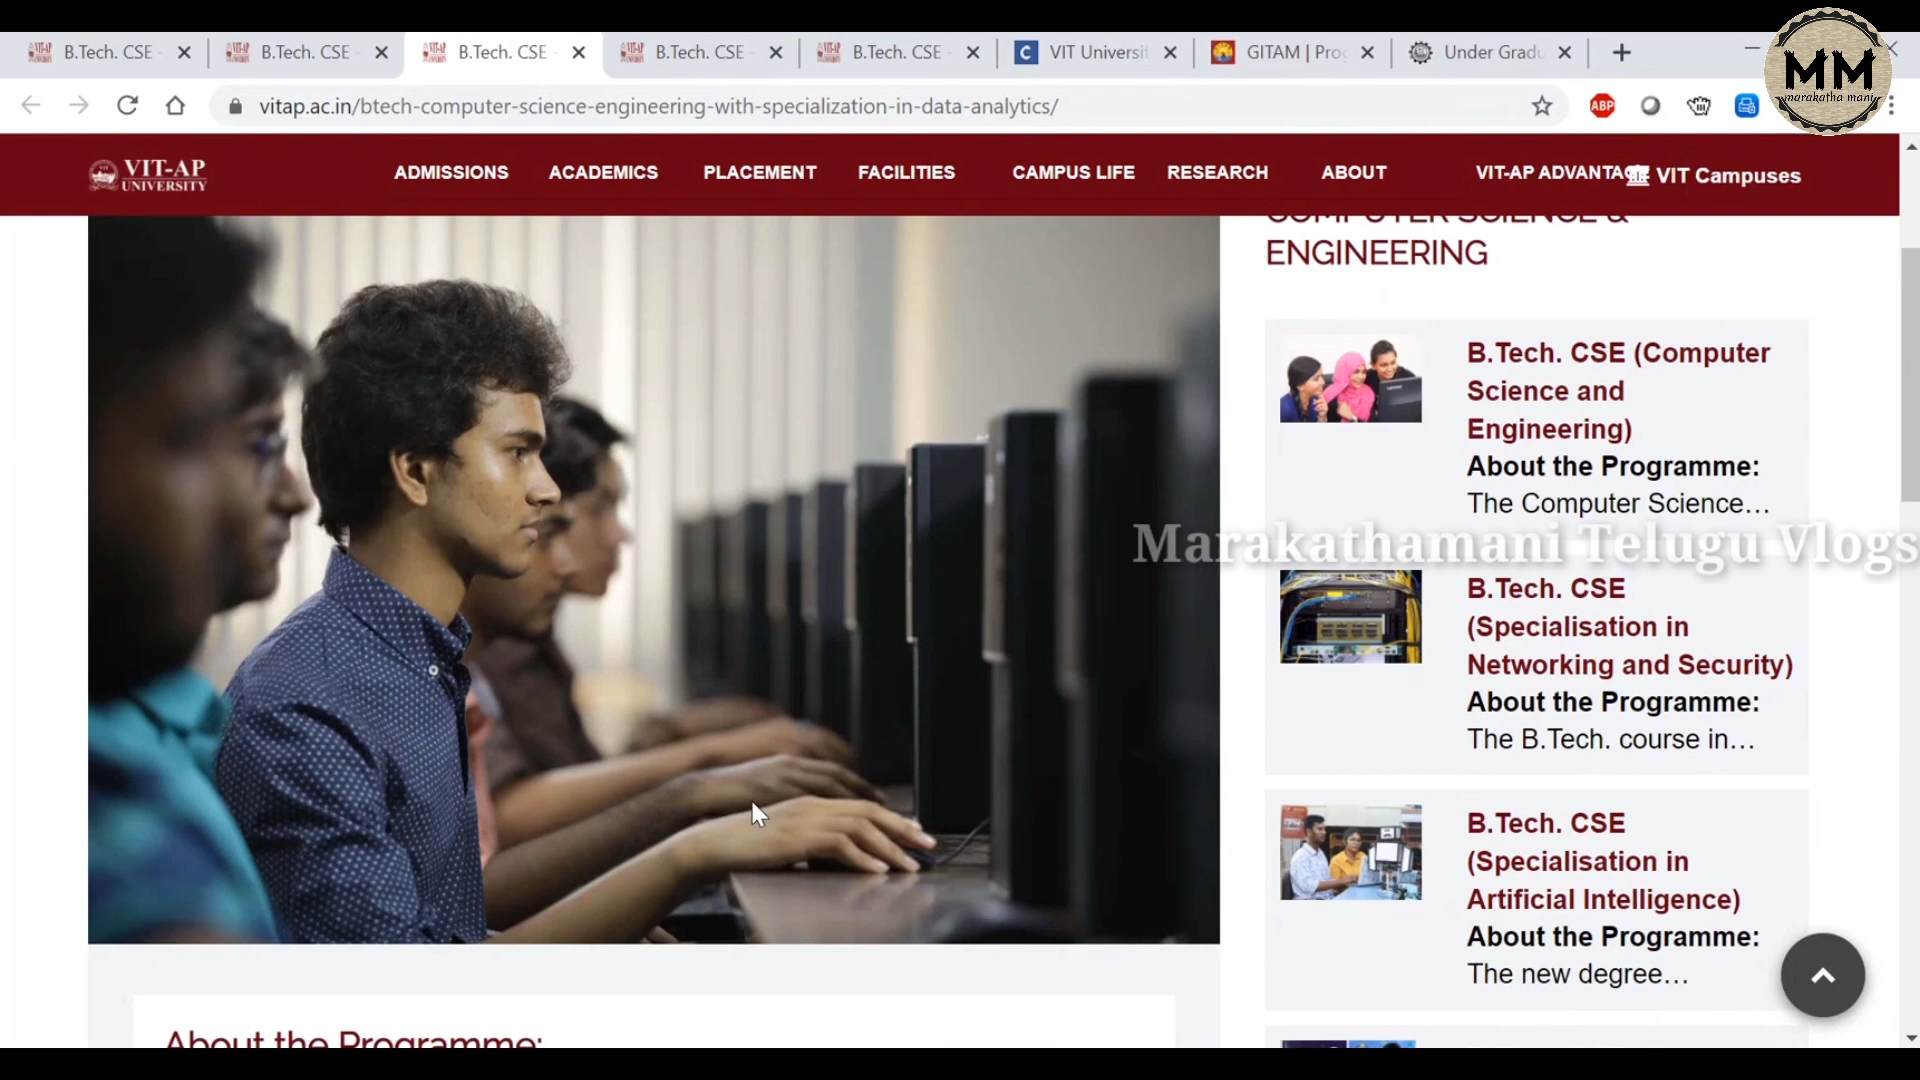 B.Tech. CSE -
B.Tech. CSE -
B.Tech. CSE -
B.Tech. CSE -
B.Tech. CSE -
VIT Universit
GITAM | Pro
Under Gradu
MM
marakatha mani
vitap.ac.in/btech-computer-science-engineering-with-specialization-in-data-analytics/
ABP
VIT-AP
UNIVERSITY
ADMISSIONS
ACADEMICS
PLACEMENT
FACILITIES
CAMPUS LIFE
RESEARCH
ABOUT
VIT-AP ADVANTAGE
VIT Campuses
COMPUTER SCIENCE &
ENGINEERING
B.Tech. CSE (Computer
Science and
Engineering)
About the Programme:
The Computer Science…
Marakathamani Telugu Vlogs
B.Tech. CSE
(Specialisation in
Networking and Security)
About the Programme:
The B.Tech. course in…
B.Tech. CSE
(Specialisation in
Artificial Intelligence)
About the Programme:
The new degree…
About the Programme: